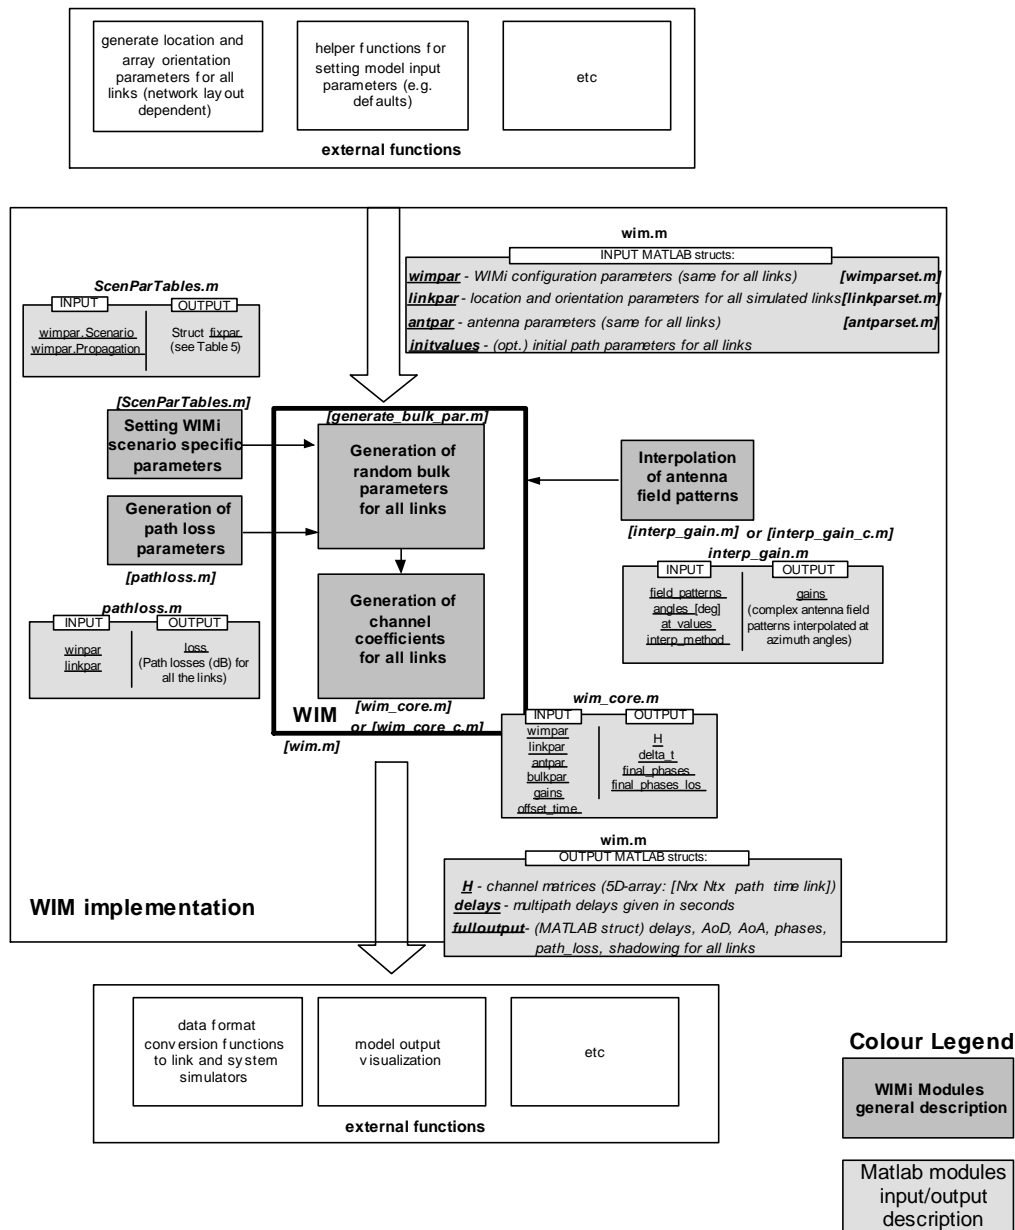 generate location and
array orientation
parameters for all
links (network layout
dependent)
helper functions for
setting model input
parameters (e.g.
defaults)
etc
external functions
wim.m
INPUT MATLAB structs:
wimpar - WIMi configuration parameters (same for all links) [wimparset.m]
linkpar - location and orientation parameters for all simulated links [linkparset.m]
antpar - antenna parameters (same for all links) [antparset.m]
initvalues - (opt.) initial path parameters for all links
ScenParTables.m
INPUT
OUTPUT
wimpar.Scenario
wimpar.Propagation
Struct fixpar
(see Table 5)
[ScenParTables.m]
Setting WIMi
scenario specific
parameters
Generation of
path loss
parameters
[pathloss.m]
pathloss.m
INPUT
OUTPUT
winpar
linkpar
loss
(Path losses (dB) for
all the links)
[generate_bulk_par.m]
Generation of
random bulk
parameters
for all links
Generation of
channel
coefficients
for all links
[wim_core.m]
or [wim_core_c.m]
WIM
[wim.m]
Interpolation
of antenna
field patterns
[interp_gain.m] or [interp_gain_c.m]
interp_gain.m
INPUT
OUTPUT
field_patterns
angles_[deg]
at_values
interp_method
gains
(complex antenna field
patterns interpolated at
azimuth angles)
wim_core.m
INPUT
OUTPUT
wimpar
linkpar
antpar
bulkpar
gains
offset_time
H
delta_t
final_phases
final_phases_los
wim.m
OUTPUT MATLAB structs:
H - channel matrices (5D-array: [Nrx Ntx path time link])
delays - multipath delays given in seconds
fulloutput- (MATLAB struct) delays, AoD, AoA, phases,
path_loss, shadowing for all links
WIM implementation
data format
conversion functions
to link and system
simulators
model output
visualization
etc
external functions
Colour Legend
WIMi Modules
general description
Matlab modules
input/output
description